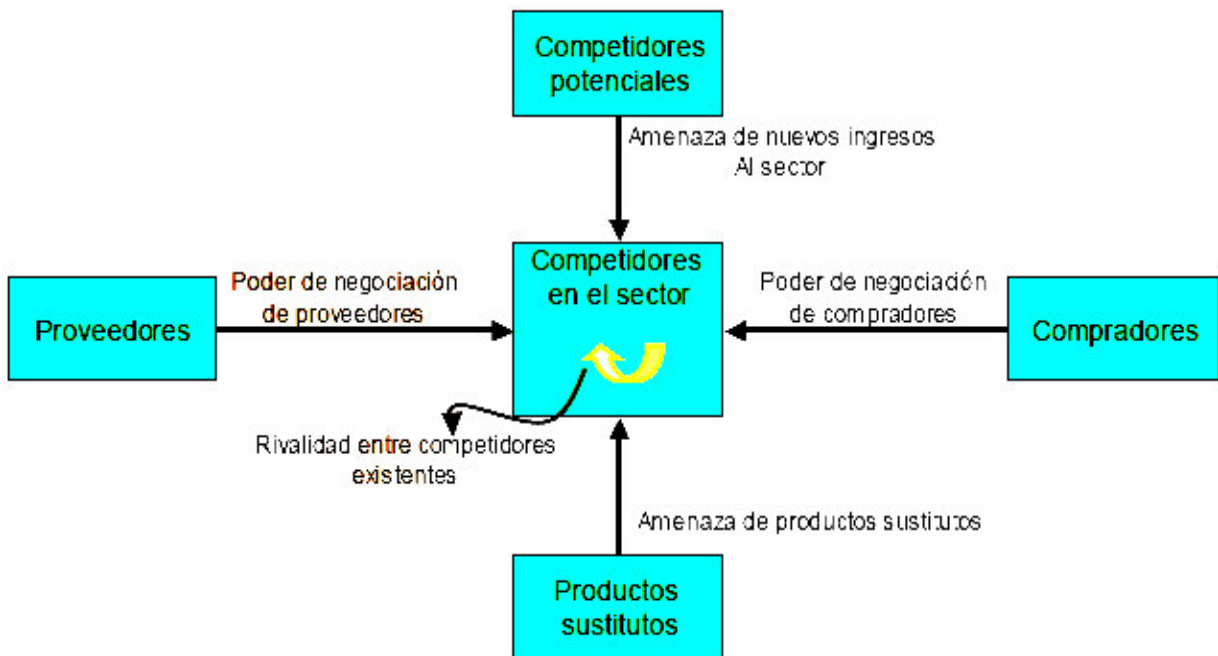 Competidores
potenciales
Amenaza de nuevos ingresos
Al sector
Proveedores
Poder de negociación
de proveedores
Competidores
en el sector
Poder de negociación
de compradores
Compradores
Rivalidad entre competidores
existentes
Amenaza de productos sustitutos
Productos
sustitutos